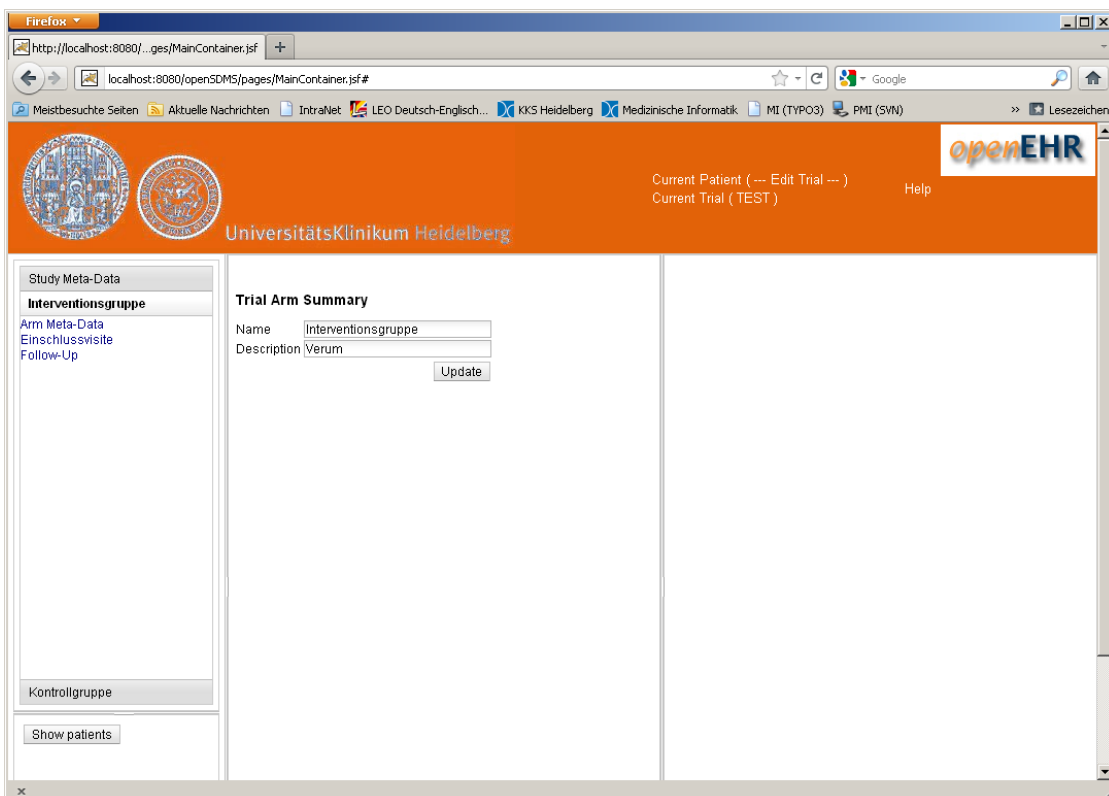 Firefox
http://localhost:8080/...ges/MainContainer.jsf
localhost:8080/openSDMS/pages/MainContainer.jsf#
Google
Meistbesuchte Seiten Aktuelle Nachrichten IntraNet LEO Deutsch-Englisch... KKS Heidelberg Medizinische Informatik MI (TYPO3) PMI (SVN) >> Lesezeichen
openEHR
Current Patient ( --- Edit Trial --- )
Help
Current Trial ( TEST )
UniversitätsKlinikum Heidelberg
Study Meta-Data
Interventionsgruppe
Arm Meta-Data
Einschlussvisite
Follow-Up
Kontrollgruppe
Show patients
Trial Arm Summary
Name Interventionsgruppe
Description Verum
Update